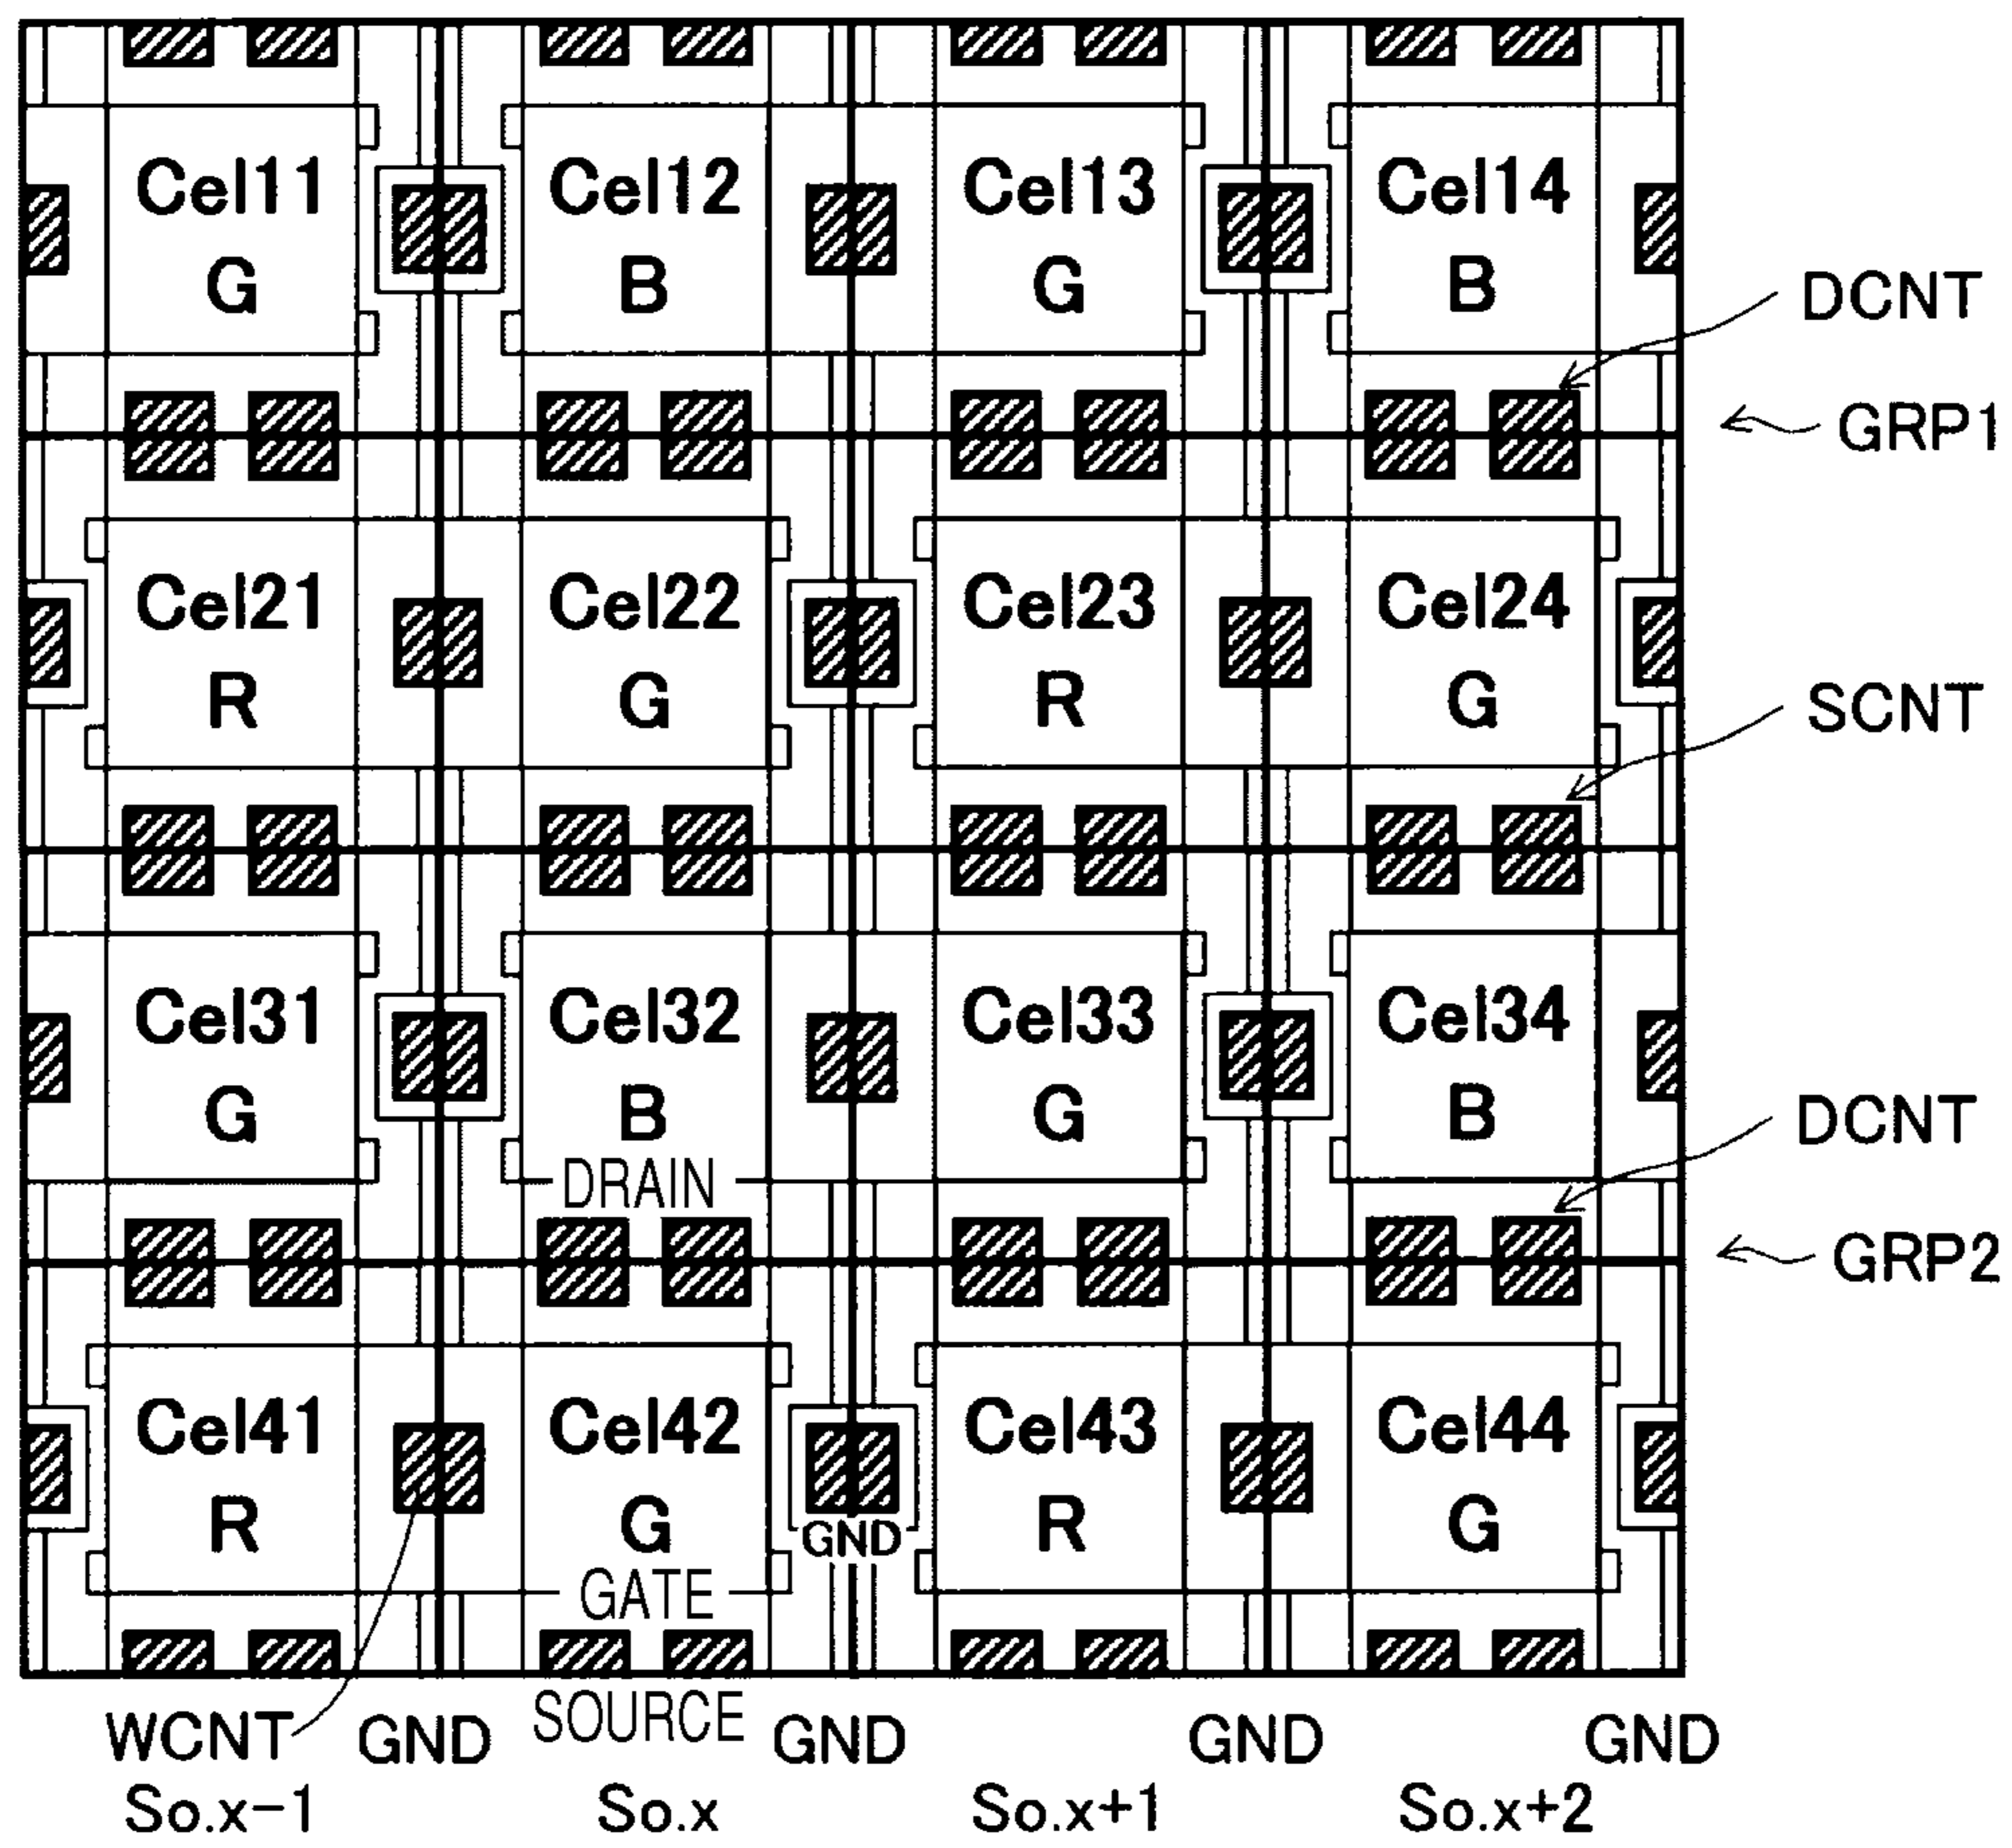 Cel11 Cel12 Cel13 Cel14
G B G B
DCNT
GRP1
Cel21 Cel22 Cel23 Cel24
R G R G
SCNT
Cel31 Cel32 Cel33 Cel34
G B G B
DCNT
DRAIN
GRP2
Cel41 Cel42 Cel43 Cel44
R G R G
GND
GATE
WCNT GND SOURCE GND GND GND
So.x-1 So.x So.x+1 So.x+2